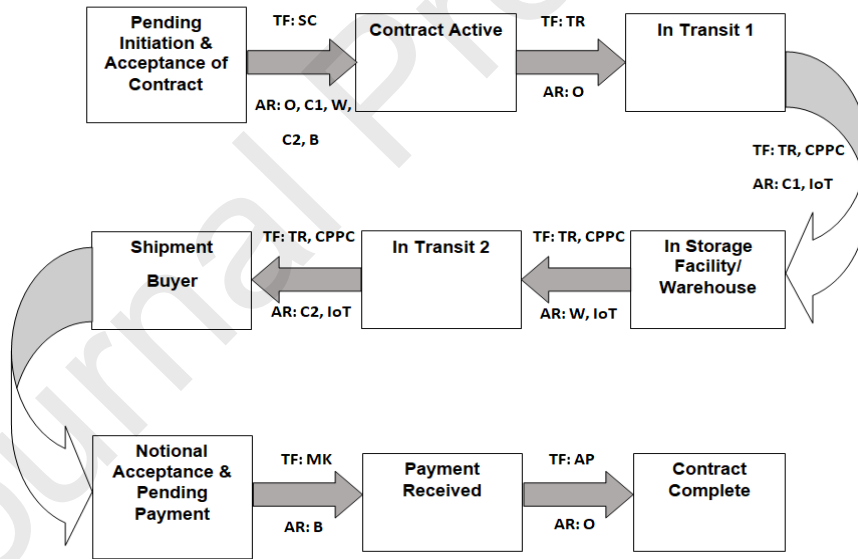 Pending
Initiation &
Acceptance of
Contract
TF: SC
AR: O, C1, W,
C2, B
Contract Active
TF: TR
AR: O
In Transit 1
TF: TR, CPPC
AR: C1, IoT
In Storage
Facility/
Warehouse
TF: TR, CPPC
AR: W, IoT
In Transit 2
TF: TR, CPPC
AR: C2, IoT
Shipment
Buyer
Notional
Acceptance &
Pending
Payment
TF: MK
AR: B
Payment
Received
TF: AP
AR: O
Contract
Complete
Journal Pre